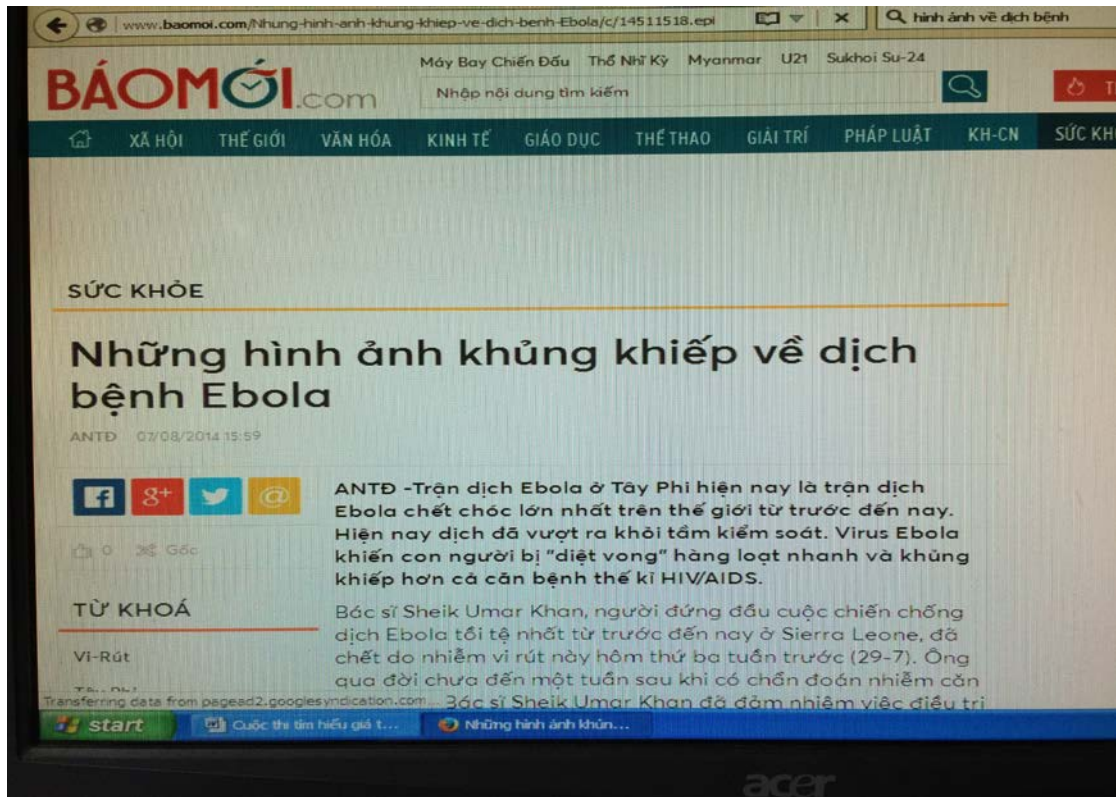 www.baomoi.com/Nhung-hinh-anh-khung-khiep-ve-dich-benh-Ebola/c/14511518.epi
hình ảnh về dịch bệnh
Máy Bay Chiến Đấu Thổ Nhĩ Kỳ Myanmar U21 Sukhoi Su-24
BÁOMỚI.com
Nhập nội dung tìm kiếm
XÃ HỘI THẾ GIỚI VĂN HÓA KINH TẾ GIÁO DỤC THỂ THAO GIẢI TRÍ PHÁP LUẬT KH-CN SỨC
SỨC KHỎE
Những hình ảnh khủng khiếp về dịch
bệnh Ebola
ANTĐ 07/08/2014 15:59
ANTĐ -Trận dịch Ebola ở Tây Phi hiện nay là trận dịch
Ebola chết chóc lớn nhất trên thế giới từ trước đến nay.
Hiện nay dịch đã vượt ra khỏi tầm kiểm soát. Virus Ebola
khiến con người bị "diệt vong" hàng loạt nhanh và khủng
khiếp hơn cả căn bệnh thế kỉ HIV/AIDS.
0 Gốc
TỪ KHOÁ
Vi-Rút
Bác sĩ Sheik Umar Khan, người đứng đầu cuộc chiến chống
dịch Ebola tồi tệ nhất từ trước đến nay ở Sierra Leone, đã
chết do nhiễm vi rút này hôm thứ ba tuần trước (29-7). Ông
qua đời chưa đến một tuần sau khi có chẩn đoán nhiễm căn
Bác sĩ Sheik Umar Khan đã đảm nhiệm việc điều trị
Transferring data from pagead2.googlesyndication.com...
start Cuộc thi tìm hiểu giá t... Những hình ảnh khủn...
acer